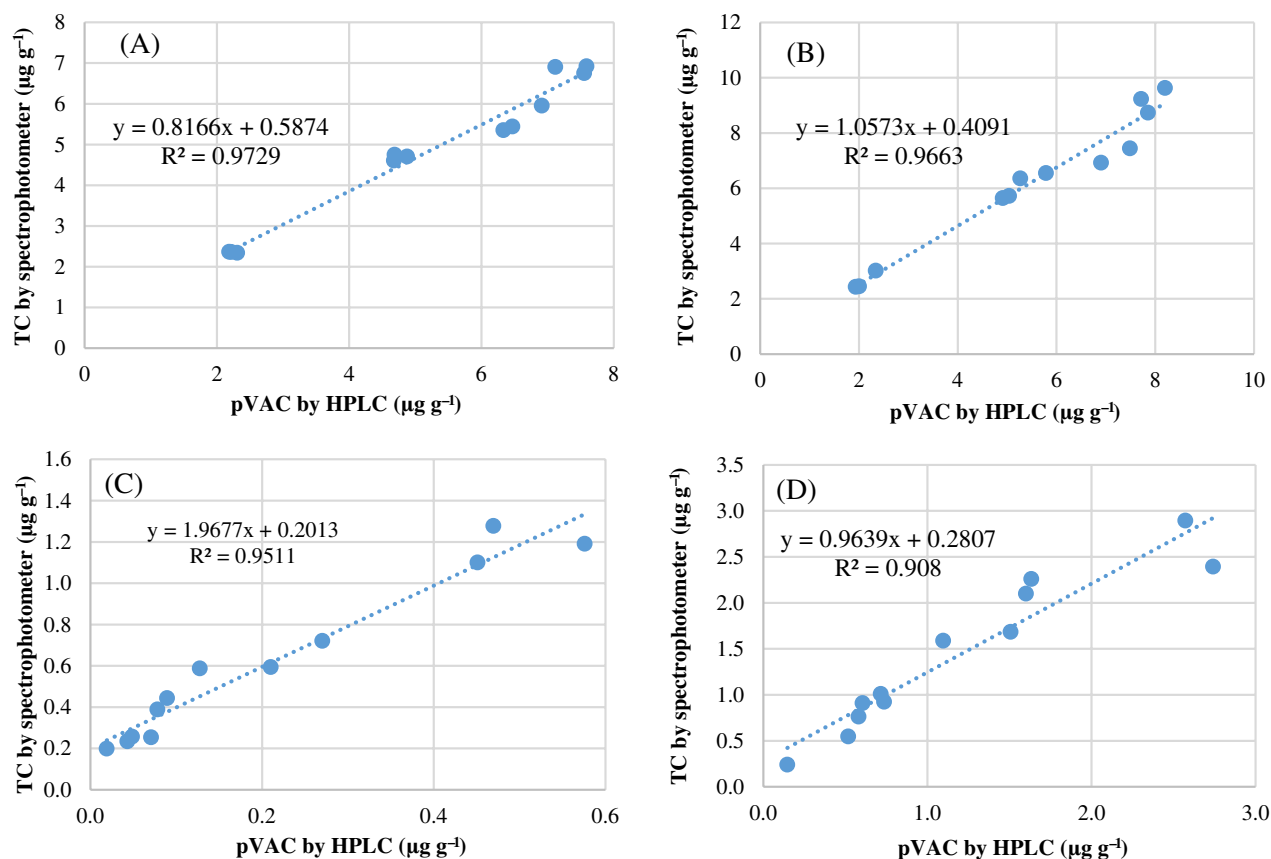 (A)
TC by spectrophotometer (µg g⁻¹)
8
7
6
5
4
3
2
1
0
y = 0.8166x + 0.5874
R² = 0.9729
0 2 4 6 8
pVAC by HPLC (µg g⁻¹)
(B)
TC by spectrophotometer (µg g⁻¹)
12
10
8
6
4
2
0
y = 1.0573x + 0.4091
R² = 0.9663
0 2 4 6 8 10
pVAC by HPLC (µg g⁻¹)
(C)
TC by spectrophotometer (µg g⁻¹)
1.6
1.4
1.2
1.0
0.8
0.6
0.4
0.2
0.0
y = 1.9677x + 0.2013
R² = 0.9511
0.0 0.2 0.4 0.6
pVAC by HPLC (µg g⁻¹)
(D)
TC by spectrophotometer (µg g⁻¹)
3.5
3.0
2.5
2.0
1.5
1.0
0.5
0.0
y = 0.9639x + 0.2807
R² = 0.908
0.0 1.0 2.0 3.0
pVAC by HPLC (µg g⁻¹)